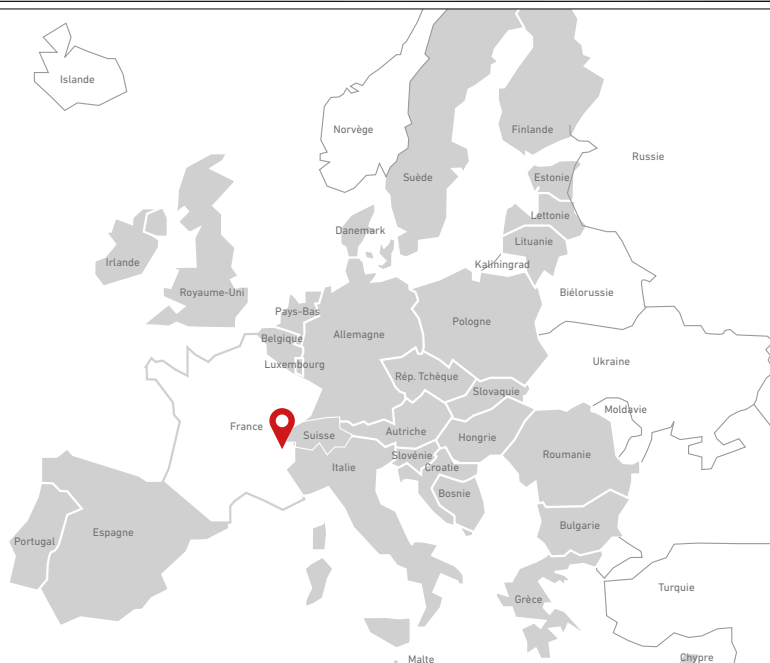 Islande
Norvège
Finlande
Russie
Suède
Estonie
Lettonie
Danemark
Lituanie
Irlande
Kaliningrad
Royaume-Uni
Biélorussie
Pays-Bas
Pologne
Allemagne
Belgique
Luxembourg
Ukraine
Rép. Tchèque
Slovaquie
Moldavie
France
Suisse
Autriche
Hongrie
Slovénie
Roumanie
Italie
Croatie
Bosnie
Bulgarie
Espagne
Portugal
Turquie
Grèce
Malte
Chypre